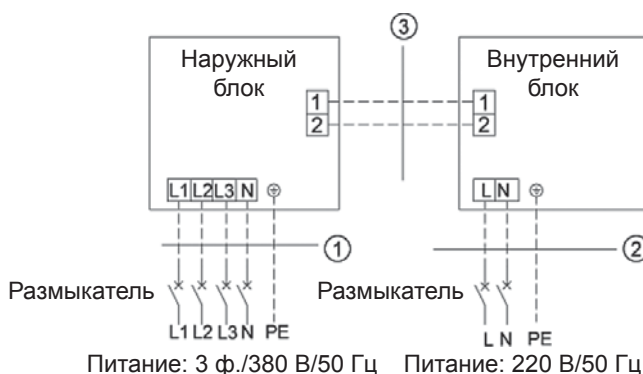 ③
Наружный блок
Внутренний блок
1
2
1
2
L1 L2 L3 N
L N
①
②
Размыкатель
Размыкатель
L1 L2 L3 N PE
L N PE
Питание: 3 ф./380 В/50 Гц
Питание: 220 В/50 Гц